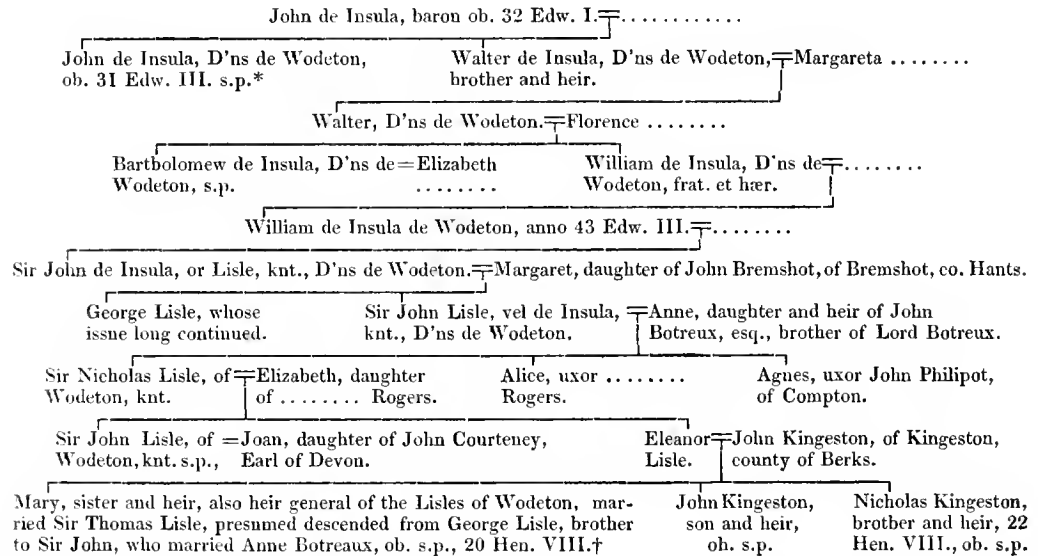 John de Insula, baron ob. 32 Edw. I.=............
John de Insula, D'ns de Wodeton,
ob. 31 Edw. III. s.p.*
Walter de Insula, D'ns de Wodeton,=Margareta ........
brother and heir.
Walter, D'ns de Wodeton.=Florence ........
Bartholomew de Insula, D'ns de=Elizabeth
Wodeton, s.p. ........
William de Insula, D'ns de=........
Wodeton, frat. et hær.
William de Insula de Wodeton, anno 43 Edw. III.=........
Sir John de Insula, or Lisle, knt., D'ns de Wodeton.=Margaret, daughter of John Bremshot, of Bremshot, co. Hants.
George Lisle, whose
issue long continued.
Sir John Lisle, vel de Insula, =Anne, daughter and heir of John
knt., D'ns de Wodeton. Botreux, esq., brother of Lord Botreux.
Sir Nicholas Lisle, of=Elizabeth, daughter
Wodeton, knt. of ........ Rogers.
Alice, uxor ........
Rogers.
Agnes, uxor John Philipot,
of Compton.
Sir John Lisle, of =Joan, daughter of John Courteney,
Wodeton, knt. s.p., Earl of Devon.
Eleanor=John Kingeston, of Kingeston,
Lisle. county of Berks.
Mary, sister and heir, also heir general of the Lisles of Wodeton, mar-
ried Sir Thomas Lisle, presumed descended from George Lisle, brother
to Sir John, who married Anne Botreaux, ob. s.p., 20 Hen. VIII.†
John Kingeston,
son and heir,
ob. s.p.
Nicholas Kingeston,
brother and heir, 22
Hen. VIII., ob. s.p.